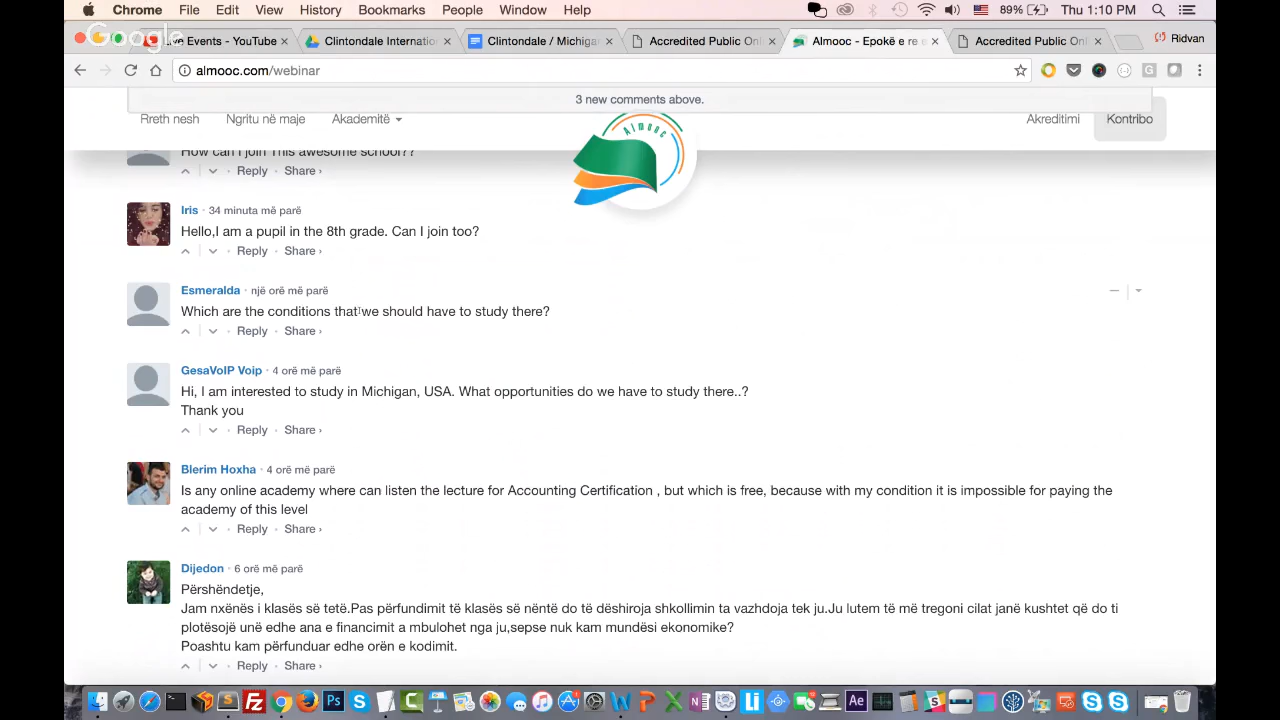 Chrome File Edit View History Bookmarks People Window Help 89% Thu 1:10 PM
Google
Live Events - YouTube Clintondale Internatio Clintondale / Michiga Accredited Public Onl Almooc - Epokë e re e Accredited Public Onl Ridvan
almooc.com/webinar
3 new comments above.
Rreth nesh Ngritu në maje Akademitë Almooc Akreditimi Kontribo
How can I join This awesome school??
Reply Share ›
Iris · 34 minuta më parë
Hello,I am a pupil in the 8th grade. Can I join too?
Reply Share ›
Esmeralda · një orë më parë
Which are the conditions that we should have to study there?
Reply Share ›
GesaVoIP Voip · 4 orë më parë
Hi, I am interested to study in Michigan, USA. What opportunities do we have to study there..?
Thank you
Reply Share ›
Blerim Hoxha · 4 orë më parë
Is any online academy where can listen the lecture for Accounting Certification , but which is free, because with my condition it is impossible for paying the
academy of this level
Reply Share ›
Dijedon · 6 orë më parë
Përshëndetje,
Jam nxënës i klasës së tetë.Pas përfundimit të klasës së nëntë do të dëshiroja shkollimin ta vazhdoja tek ju.Ju lutem të më tregoni cilat janë kushtet që do ti
plotësojë unë edhe ana e financimit a mbulohet nga ju,sepse nuk kam mundësi ekonomike?
Poashtu kam përfunduar edhe orën e kodimit.
Reply Share ›